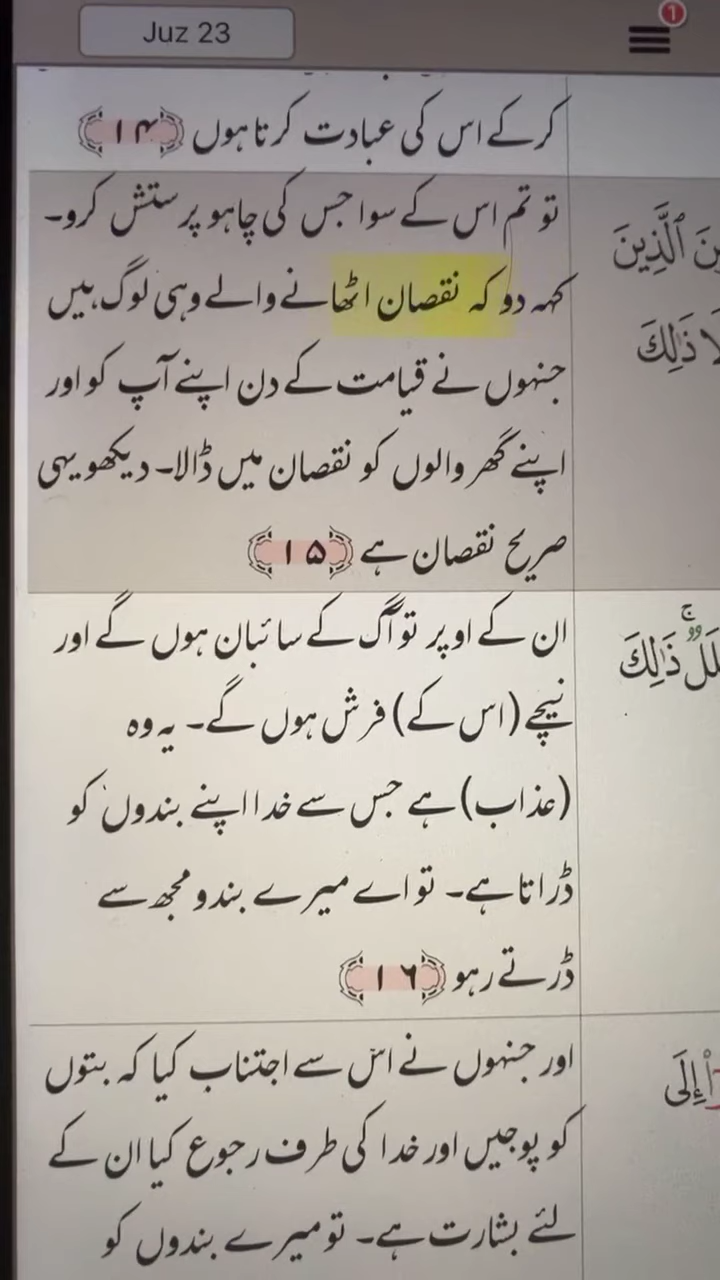 Juz 23
1
کر کے اس کی عبادت کرتا ہوں ﴿۱۴﴾
تو تم اس کے سوا جس کی چاہو پرستش کرو۔
کہہ دو کہ نقصان اٹھانے والے وہی لوگ ہیں
جنہوں نے قیامت کے دن اپنے آپ کو اور
اپنے گھر والوں کو نقصان میں ڈالا۔ دیکھو یہی
صریح نقصان ہے ﴿۱۵﴾
ان کے اوپر تو آگ کے سائبان ہوں گے اور
نیچے (اس کے) فرش ہوں گے۔ یہ وہ
(عذاب) ہے جس سے خدا اپنے بندوں کو
ڈراتا ہے۔ تو اے میرے بندو مجھ سے
ڈرتے رہو ﴿۱۶﴾
اور جنہوں نے اس سے اجتناب کیا کہ بتوں
کو پوجیں اور خدا کی طرف رجوع کیا ان کے
لئے بشارت ہے۔ تو میرے بندوں کو
ٱلَّذِينَ
ذَٰلِكَ
ذَٰلِكَ
إِلَى